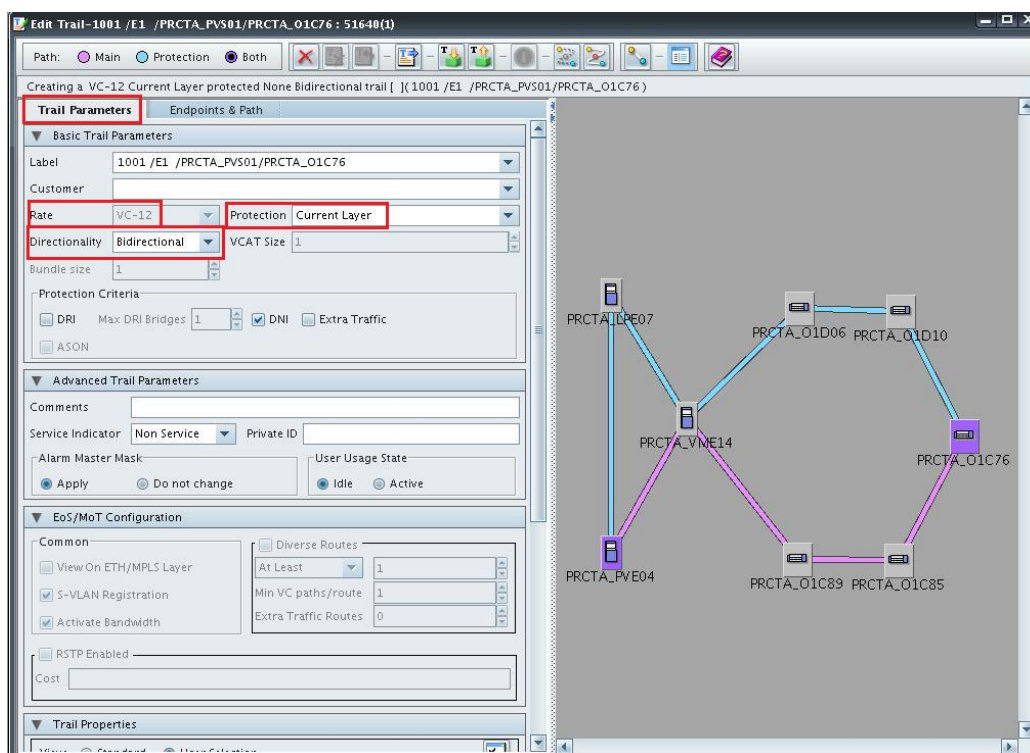 Edit Trail-1001 /E1 /PRCTA_PVS01/PRCTA_O1C76 : 51640(1)
Path: Main Protection Both
Creating a VC-12 Current Layer protected None Bidirectional trail [ ](1001 /E1 /PRCTA_PVS01/PRCTA_O1C76)
Trail Parameters Endpoints & Path
Basic Trail Parameters
Label 1001 /E1 /PRCTA_PVS01/PRCTA_O1C76
Customer
Rate VC-12 Protection Current Layer
Directionality Bidirectional VCAT Size 1
Bundle size 1
Protection Criteria
DRI Max DRI Bridges 1 DNI Extra Traffic
ASON
Advanced Trail Parameters
Comments
Service Indicator Non Service Private ID
Alarm Master Mask User Usage State
Apply Do not change Idle Active
EoS/MoT Configuration
Common Diverse Routes
View On ETH/MPLS Layer At Least 1
S-VLAN Registration Min VC paths/route 1
Activate Bandwidth Extra Traffic Routes 0
RSTP Enabled
Cost
Trail Properties
View Standard User Selection
PRCTA_LPE07
PRCTA_O1D06 PRCTA_O1D10
PRCTA_VME14
PRCTA_O1C76
PRCTA_PVE04
PRCTA_O1C89 PRCTA_O1C85